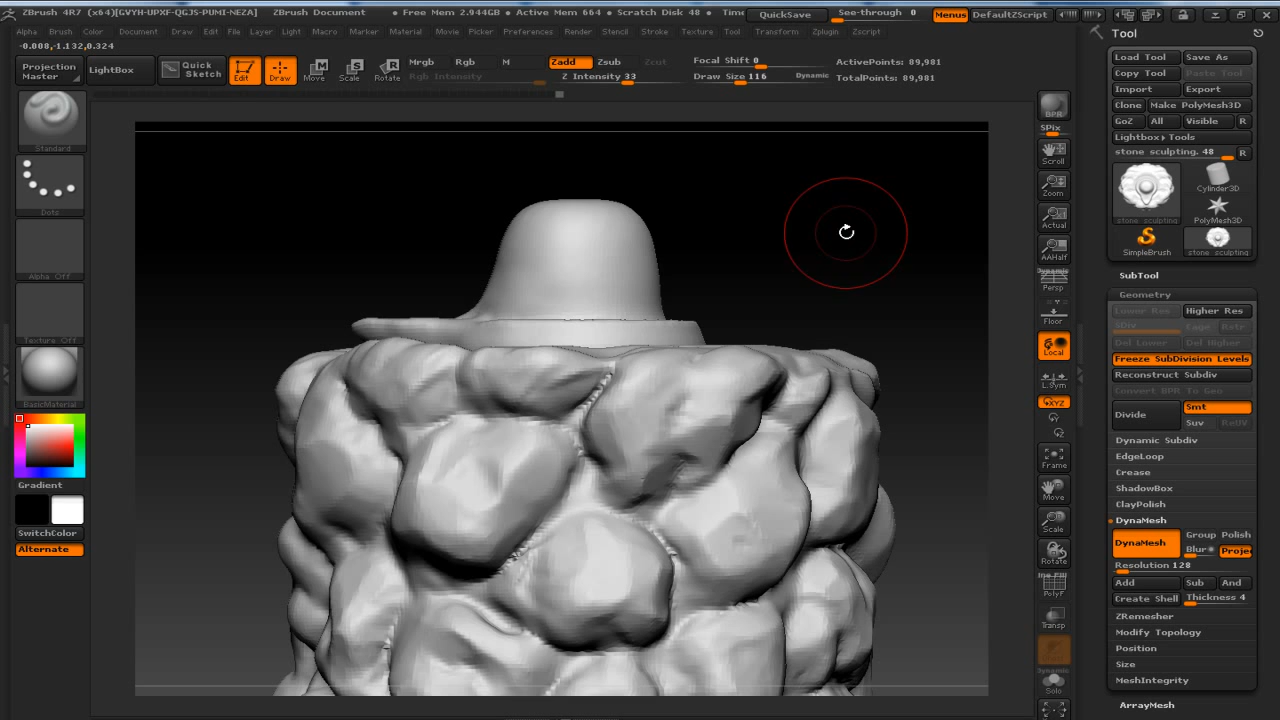 ZBrush 4R7 (x64)[GVYH-UPXF-QGJS-PUMI-NEZA] ZBrush Document • Free Mem 2.944GB • Active Mem 664 • Scratch Disk 48 • Time QuickSave See-through 0 Menus DefaultZScript
Alpha Brush Color Document Draw Edit File Layer Light Macro Marker Material Movie Picker Preferences Render Stencil Stroke Texture Tool Transform Zplugin Zscript
-0.008,-1.132,0.324
Projection Master
LightBox
Quick Sketch
Edit
Draw
Move
Scale
Rotate
Mrgb Rgb M
Rgb Intensity
Zadd Zsub Zcut
Z Intensity 33
Focal Shift 0
Draw Size 116 Dynamic
ActivePoints: 89,981
TotalPoints: 89,981
Standard
Dots
Alpha Off
Texture Off
BasicMaterial
Gradient
SwitchColor
Alternate
BPR
SPix
Scroll
Zoom
Actual
AAHalf
Dynamic
Persp
Floor
Local
L.Sym
XYZ
Frame
Move
Scale
Rotate
Line Fill
PolyF
Transp
Dynamic
Solo
Tool
Load Tool Save As
Copy Tool Paste Tool
Import Export
Clone Make PolyMesh3D
GoZ All Visible R
Lightbox▸Tools
stone sculpting. 48 R
stone sculpting
Cylinder3D
PolyMesh3D
SimpleBrush
stone sculpting
SubTool
Geometry
Lower Res Higher Res
SDiv Cage Rstr
Del Lower Del Higher
Freeze SubDivision Levels
Reconstruct Subdiv
Convert BPR To Geo
Divide
Smt
Suv ReUV
Dynamic Subdiv
EdgeLoop
Crease
ShadowBox
ClayPolish
DynaMesh
DynaMesh
Group Polish
Blur Proje
Resolution 128
Add Sub And
Create Shell Thickness 4
ZRemesher
Modify Topology
Position
Size
MeshIntegrity
ArrayMesh